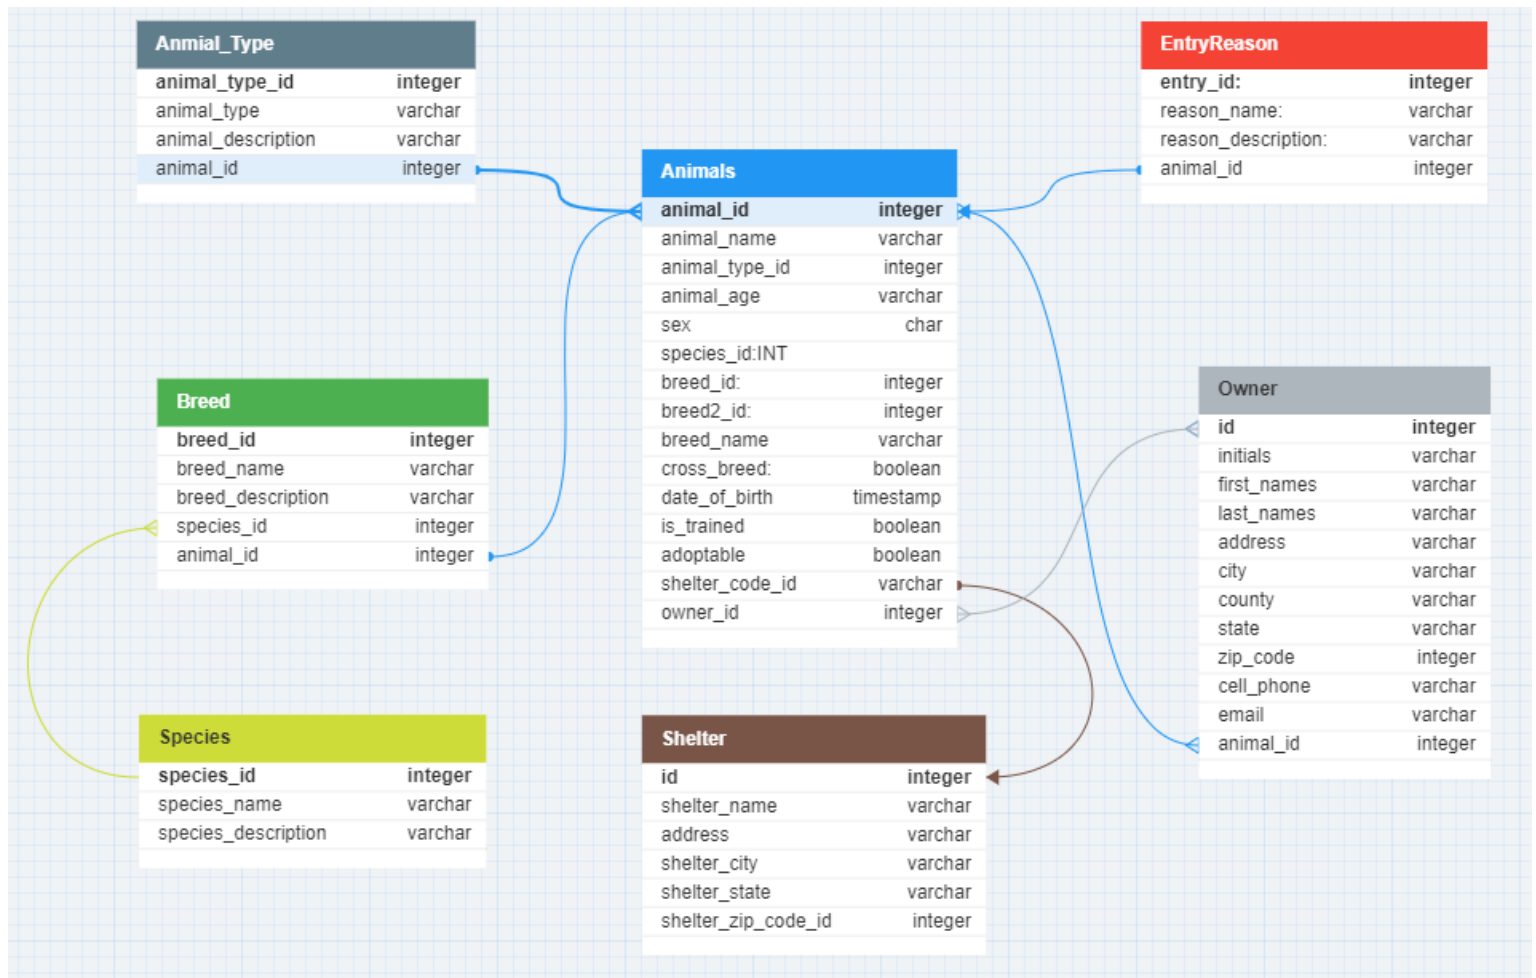 Anmial_Type
animal_type_id integer
animal_type varchar
animal_description varchar
animal_id integer
EntryReason
entry_id: integer
reason_name: varchar
reason_description: varchar
animal_id integer
Animals
animal_id integer
animal_name varchar
animal_type_id integer
animal_age varchar
sex char
species_id:INT
breed_id: integer
breed2_id: integer
breed_name varchar
cross_breed: boolean
date_of_birth timestamp
is_trained boolean
adoptable boolean
shelter_code_id varchar
owner_id integer
Breed
breed_id integer
breed_name varchar
breed_description varchar
species_id integer
animal_id integer
Owner
id integer
initials varchar
first_names varchar
last_names varchar
address varchar
city varchar
county varchar
state varchar
zip_code integer
cell_phone varchar
email varchar
animal_id integer
Species
species_id integer
species_name varchar
species_description varchar
Shelter
id integer
shelter_name varchar
address varchar
shelter_city varchar
shelter_state varchar
shelter_zip_code_id integer